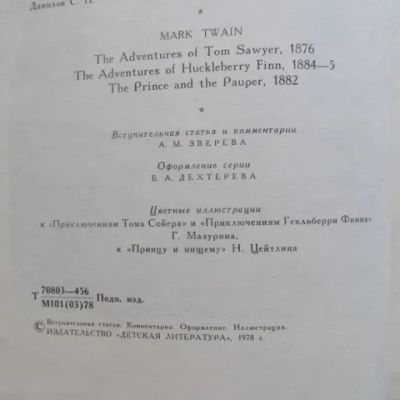 Данилов С. П.
*
MARK TWAIN
The Adventures of Tom Sawyer, 1876
The Adventures of Huckleberry Finn, 1884—5
The Prince and the Pauper, 1882
*
Вступительная статья и комментарии
А. М. ЗВЕРЕВА
Оформление серии
Б. А. ДЕХТЕРЕВА
Цветные иллюстрации
к «Приключениям Тома Сойера» и «Приключениям Гекльберри Финна»
Г. Мазурина,
к «Принцу и нищему» Н. Цейтлина
Т 70803—456
М101(03)78 Подп. изд.
© Вступительная статья. Комментарии. Оформление. Иллюстрации.
ИЗДАТЕЛЬСТВО «ДЕТСКАЯ ЛИТЕРАТУРА», 1978 г.